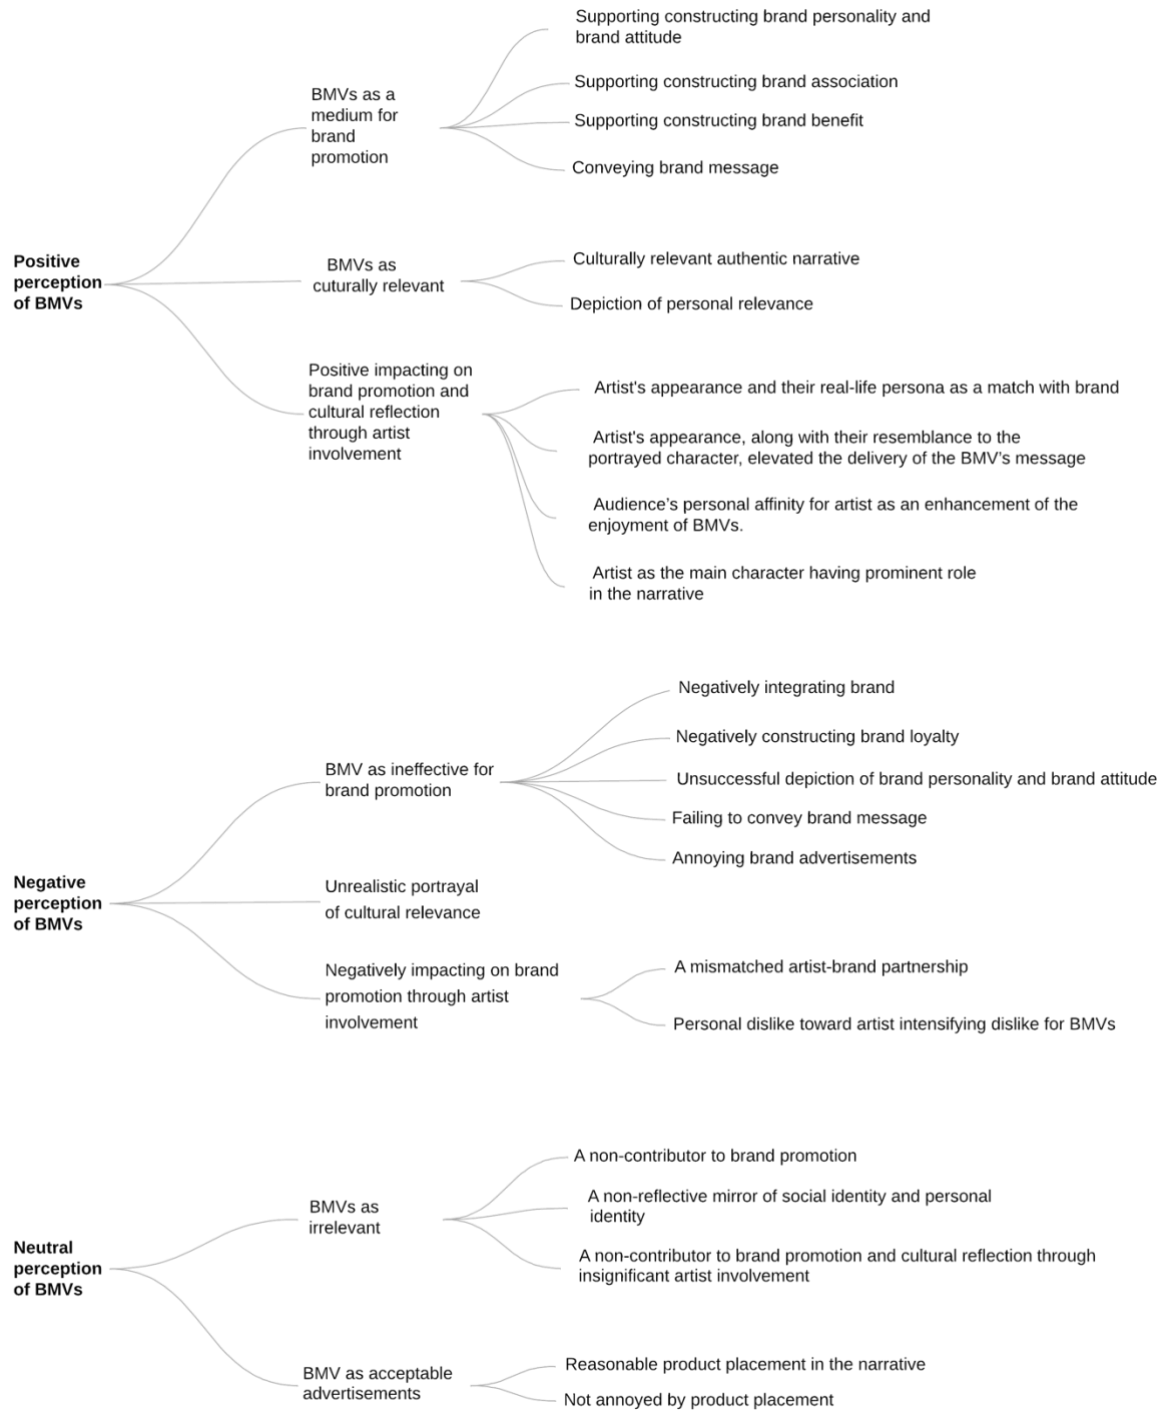 Positive
perception
of BMVs
BMVs as a
medium for
brand
promotion
Supporting constructing brand personality and
brand attitude
Supporting constructing brand association
Supporting constructing brand benefit
Conveying brand message
BMVs as
cuturally relevant
Culturally relevant authentic narrative
Depiction of personal relevance
Positive impacting on
brand promotion and
cultural reflection
through artist
involvement
Artist's appearance and their real-life persona as a match with brand
Artist's appearance, along with their resemblance to the
portrayed character, elevated the delivery of the BMV’s message
Audience’s personal affinity for artist as an enhancement of the
enjoyment of BMVs.
Artist as the main character having prominent role
in the narrative
Negative
perception
of BMVs
BMV as ineffective for
brand promotion
Negatively integrating brand
Negatively constructing brand loyalty
Unsuccessful depiction of brand personality and brand attitude
Failing to convey brand message
Annoying brand advertisements
Unrealistic portrayal
of cultural relevance
Negatively impacting on brand
promotion through artist
involvement
A mismatched artist-brand partnership
Personal dislike toward artist intensifying dislike for BMVs
Neutral
perception
of BMVs
BMVs as
irrelevant
A non-contributor to brand promotion
A non-reflective mirror of social identity and personal
identity
A non-contributor to brand promotion and cultural reflection through
insignificant artist involvement
BMV as acceptable
advertisements
Reasonable product placement in the narrative
Not annoyed by product placement